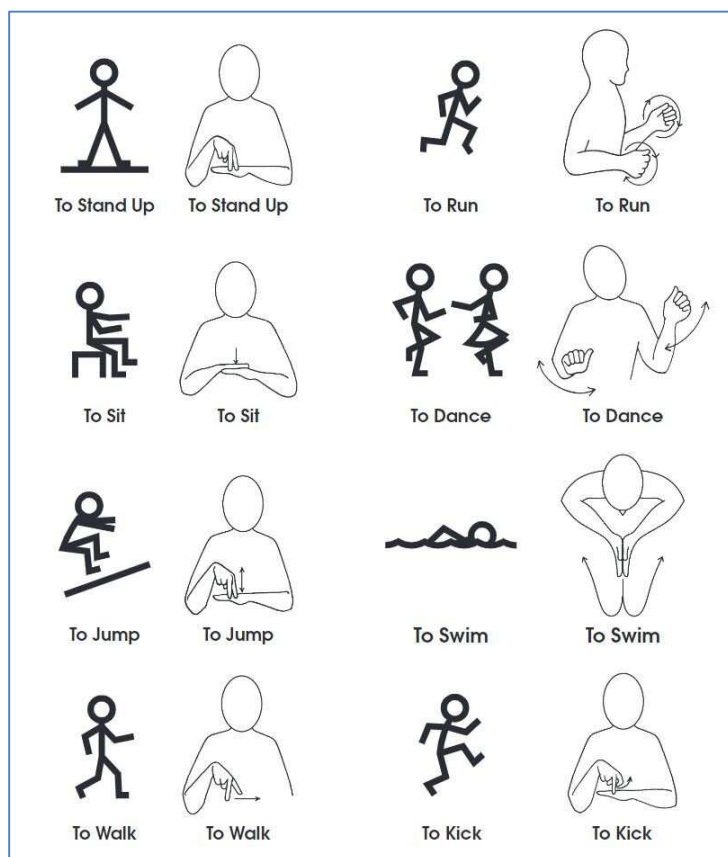 To Stand Up To Stand Up To Run To Run
To Sit To Sit To Dance To Dance
To Jump To Jump To Swim To Swim
To Walk To Walk To Kick To Kick